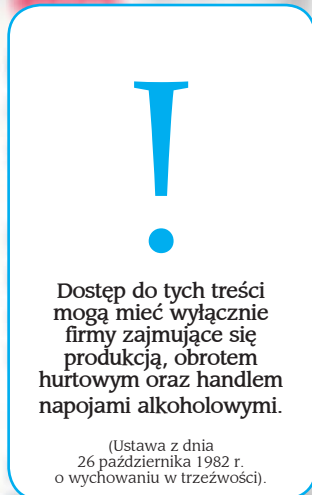 !
Dostęp do tych treści
mogą mieć wyłącznie
firmy zajmujące się
produkcją, obrotem
hurtowym oraz handlem
napojami alkoholowymi.
(Ustawa z dnia
26 października 1982 r.
o wychowaniu w trzeźwości).